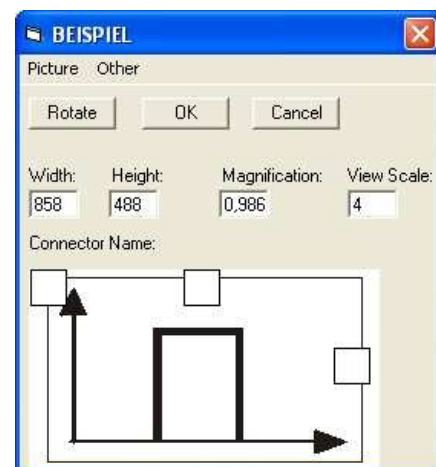 BEISPIEL
Picture Other
Rotate OK Cancel
Width: Height: Magnification: View Scale:
858 488 0,986 4
Connector Name: